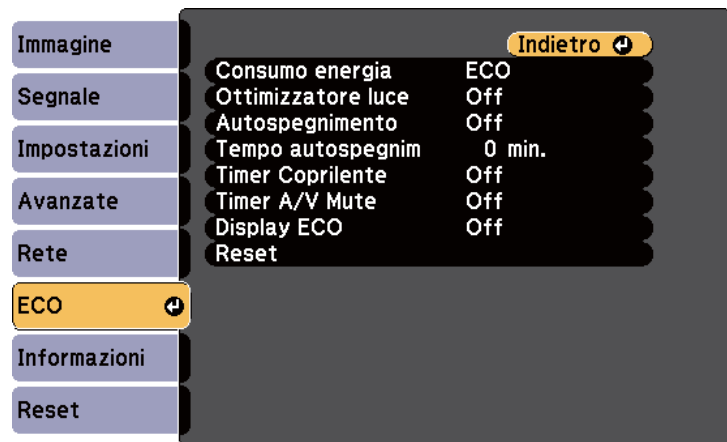 Immagine
Segnale
Impostazioni
Avanzate
Rete
ECO
Informazioni
Reset
Indietro
Consumo energia ECO
Ottimizzatore luce Off
Autospegnimento Off
Tempo autospegnim 0 min.
Timer Coprilente Off
Timer A/V Mute Off
Display ECO Off
Reset